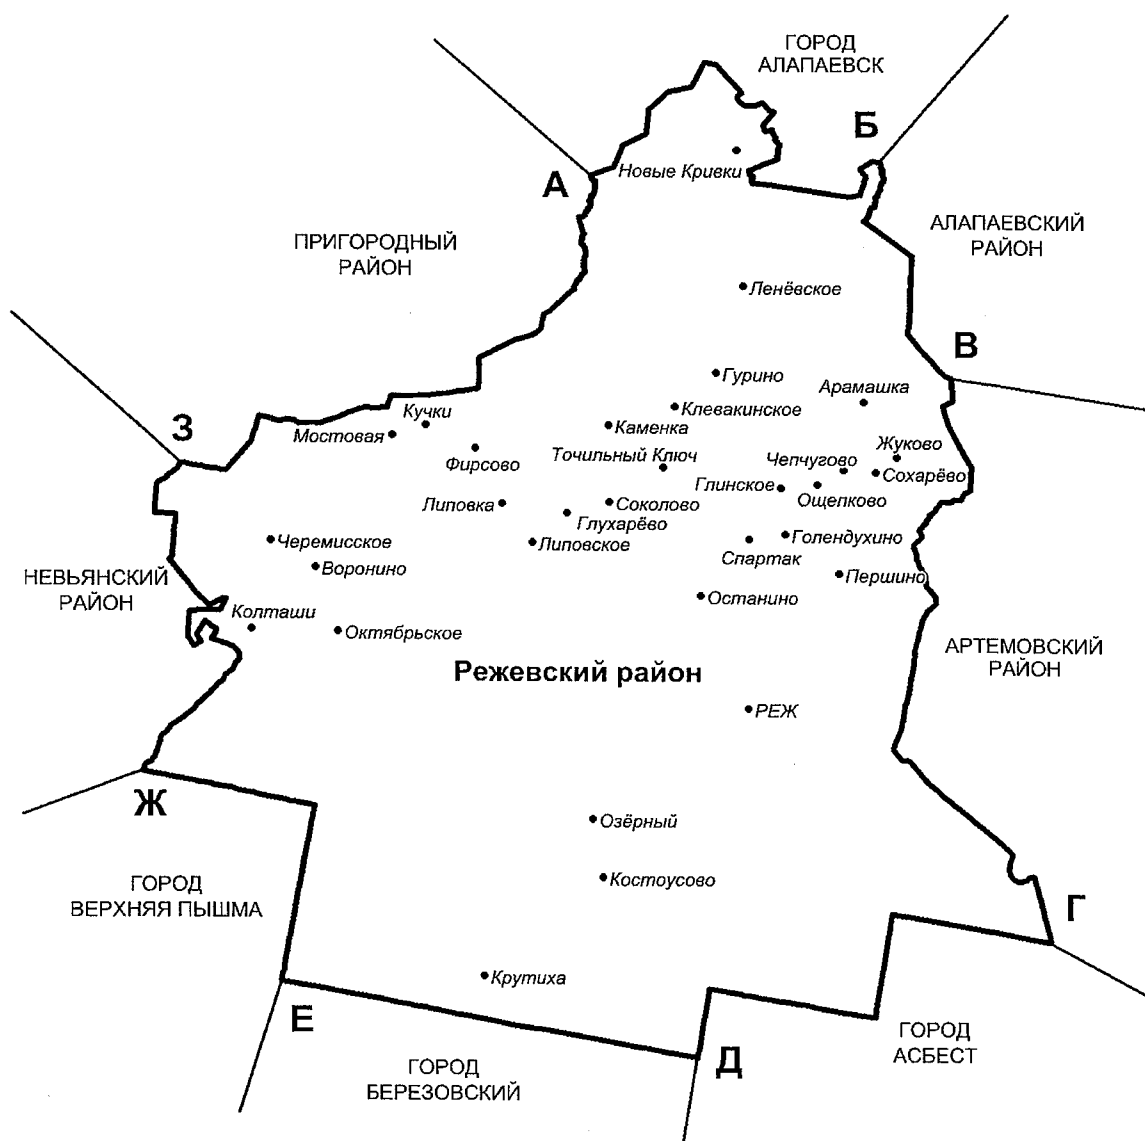 ГОРОД
АЛАПАЕВСК
Б
Новые Кривки
А
АЛАПАЕВСКИЙ
РАЙОН
ПРИГОРОДНЫЙ
РАЙОН
Ленёвское
В
Гурино
Арамашка
Клевакинское
Кучки
Каменка
З
Мостовая
Жуково
Точильный Ключ
Чепчугово
Фирсово
Сохарёво
Глинское
Ощепково
Липовка
Соколово
Глухарёво
Голендухино
Черемисское
Липовское
Спартак
Воронино
Першино
НЕВЬЯНСКИЙ
РАЙОН
Останино
Колташи
Октябрьское
АРТЕМОВСКИЙ
РАЙОН
Режевский район
РЕЖ
Ж
Озёрный
Костоусово
ГОРОД
ВЕРХНЯЯ ПЫШМА
Г
Крутиха
Е
ГОРОД
АСБЕСТ
Д
ГОРОД
БЕРЕЗОВСКИЙ